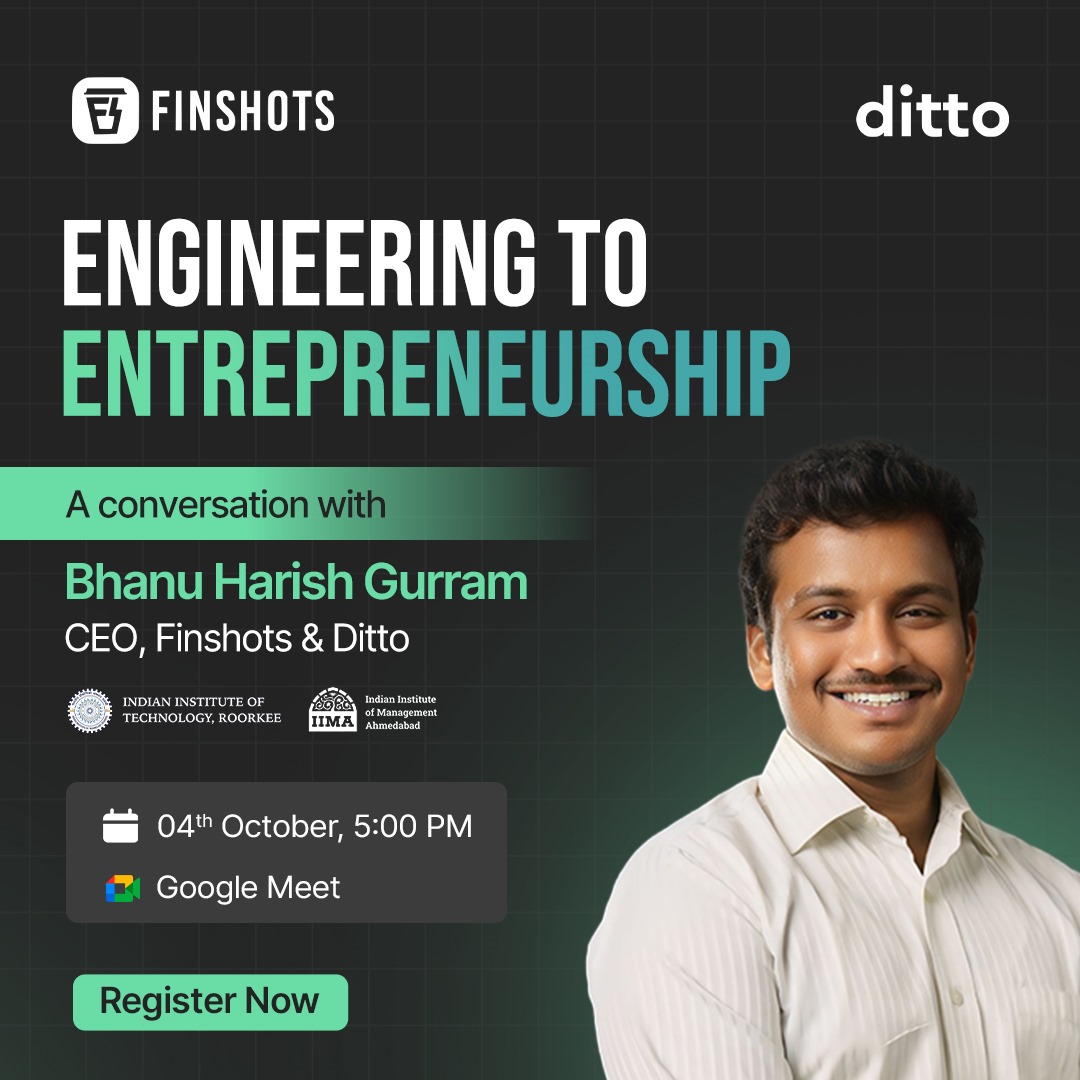 FINSHOTS
ditto
ENGINEERING TO
ENTREPRENEURSHIP
A conversation with
Bhanu Harish Gurram
CEO, Finshots & Ditto
INDIAN INSTITUTE OF
TECHNOLOGY, ROORKEE
IIMA
Indian Institute
of Management
Ahmedabad
04th October, 5:00 PM
Google Meet
Register Now